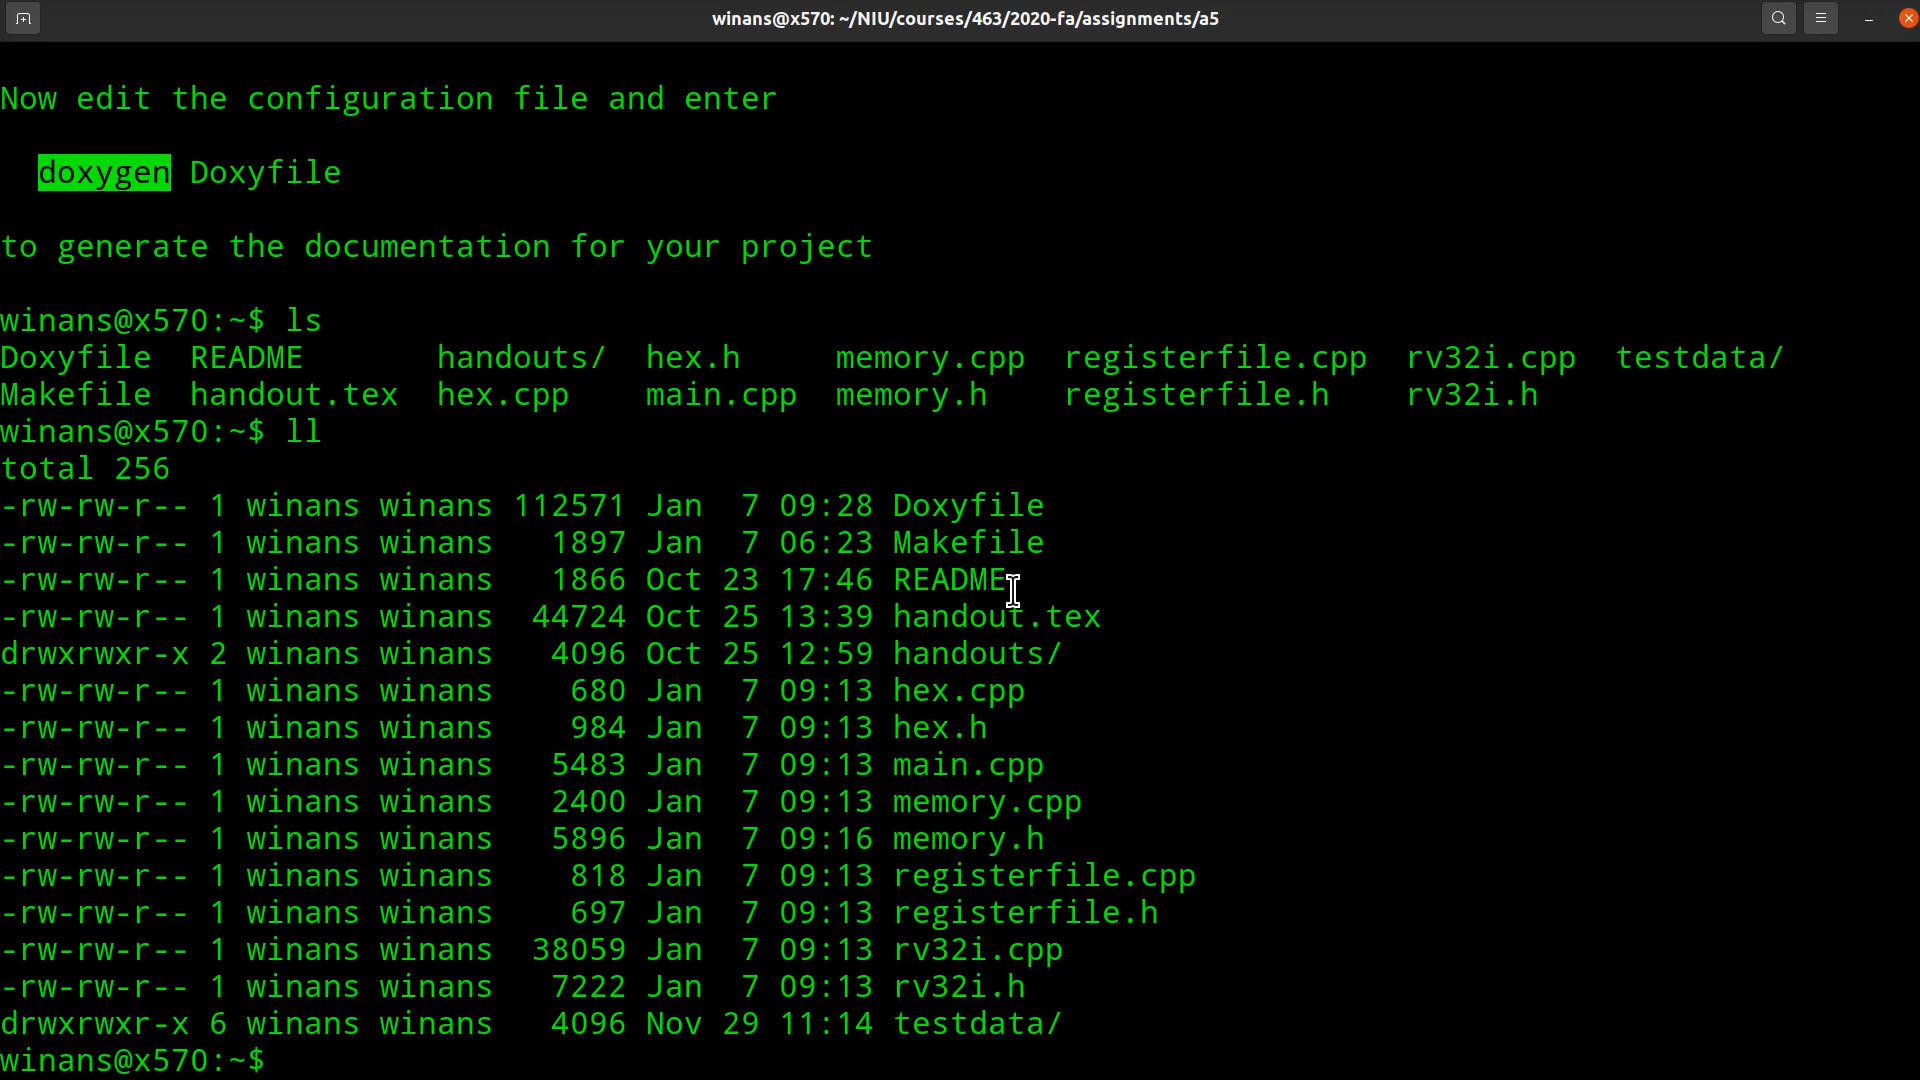 winans@x570: ~/NIU/courses/463/2020-fa/assignments/a5
Now edit the configuration file and enter
doxygen Doxyfile
to generate the documentation for your project
winans@x570:~$ ls
Doxyfile  README       handouts/  hex.h     memory.cpp  registerfile.cpp  rv32i.cpp  testdata/
Makefile  handout.tex  hex.cpp    main.cpp  memory.h    registerfile.h    rv32i.h
winans@x570:~$ ll
total 256
-rw-rw-r-- 1 winans winans 112571 Jan  7 09:28 Doxyfile
-rw-rw-r-- 1 winans winans   1897 Jan  7 06:23 Makefile
-rw-rw-r-- 1 winans winans   1866 Oct 23 17:46 README
-rw-rw-r-- 1 winans winans  44724 Oct 25 13:39 handout.tex
drwxrwxr-x 2 winans winans   4096 Oct 25 12:59 handouts/
-rw-rw-r-- 1 winans winans    680 Jan  7 09:13 hex.cpp
-rw-rw-r-- 1 winans winans    984 Jan  7 09:13 hex.h
-rw-rw-r-- 1 winans winans   5483 Jan  7 09:13 main.cpp
-rw-rw-r-- 1 winans winans   2400 Jan  7 09:13 memory.cpp
-rw-rw-r-- 1 winans winans   5896 Jan  7 09:16 memory.h
-rw-rw-r-- 1 winans winans    818 Jan  7 09:13 registerfile.cpp
-rw-rw-r-- 1 winans winans    697 Jan  7 09:13 registerfile.h
-rw-rw-r-- 1 winans winans  38059 Jan  7 09:13 rv32i.cpp
-rw-rw-r-- 1 winans winans   7222 Jan  7 09:13 rv32i.h
drwxrwxr-x 6 winans winans   4096 Nov 29 11:14 testdata/
winans@x570:~$